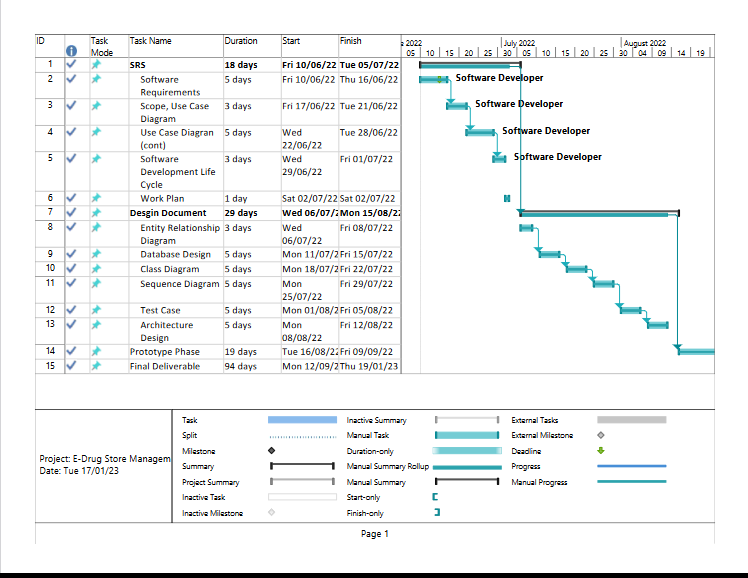 ID Task Mode Task Name Duration Start Finish
2022 July 2022 August 2022
05 10 15 20 25 30 05 10 15 20 25 30 04 09 14 19
1 SRS 18 days Fri 10/06/22 Tue 05/07/22
2 Software Requirements 5 days Fri 10/06/22 Thu 16/06/22 Software Developer
3 Scope, Use Case Diagram 3 days Fri 17/06/22 Tue 21/06/22 Software Developer
4 Use Case Diagran (cont) 5 days Wed 22/06/22 Tue 28/06/22 Software Developer
5 Software Development Life Cycle 3 days Wed 29/06/22 Fri 01/07/22 Software Developer
6 Work Plan 1 day Sat 02/07/22 Sat 02/07/22
7 Desgin Document 29 days Wed 06/07/2 Mon 15/08/22
8 Entity Relationship Diagram 3 days Wed 06/07/22 Fri 08/07/22
9 Database Design 5 days Mon 11/07/2 Fri 15/07/22
10 Class Diagram 5 days Mon 18/07/2 Fri 22/07/22
11 Sequence Diagram 5 days Mon 25/07/22 Fri 29/07/22
12 Test Case 5 days Mon 01/08/2 Fri 05/08/22
13 Architecture Design 5 days Mon 08/08/22 Fri 12/08/22
14 Prototype Phase 19 days Tue 16/08/22 Fri 09/09/22
15 Final Deliverable 94 days Mon 12/09/2 Thu 19/01/23
Project: E-Drug Store Managem
Date: Tue 17/01/23
Task
Split
Milestone
Summary
Project Summary
Inactive Task
Inactive Milestone
Inactive Summary
Manual Task
Duration-only
Manual Summary Rollup
Manual Summary
Start-only
Finish-only
External Tasks
External Milestone
Deadline
Progress
Manual Progress
Page 1